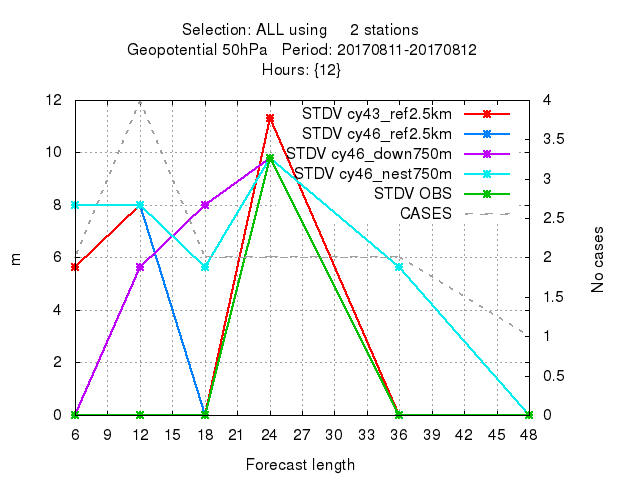 Selection: ALL using     2 stations
Geopotential 50hPa   Period: 20170811-20170812
Hours: {12}
12 4
STDV cy43_ref2.5km
STDV cy46_ref2.5km
3.5
10 STDV cy46_down750m
STDV cy46_nest750m
3
STDV OBS
8 CASES
2.5
m 6 2 No cases
4 1.5
1
2
0.5
0 0
6 9 12 15 18 21 24 27 30 33 36 39 42 45 48
Forecast length